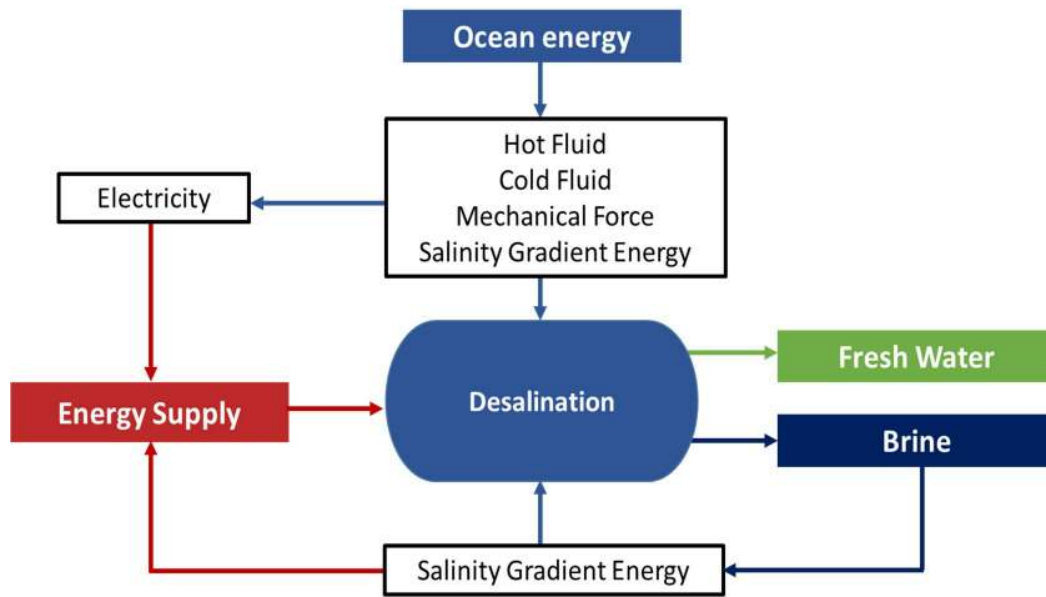 Ocean energy
Hot Fluid
Cold Fluid
Mechanical Force
Salinity Gradient Energy
Electricity
Energy Supply
Desalination
Fresh Water
Brine
Salinity Gradient Energy